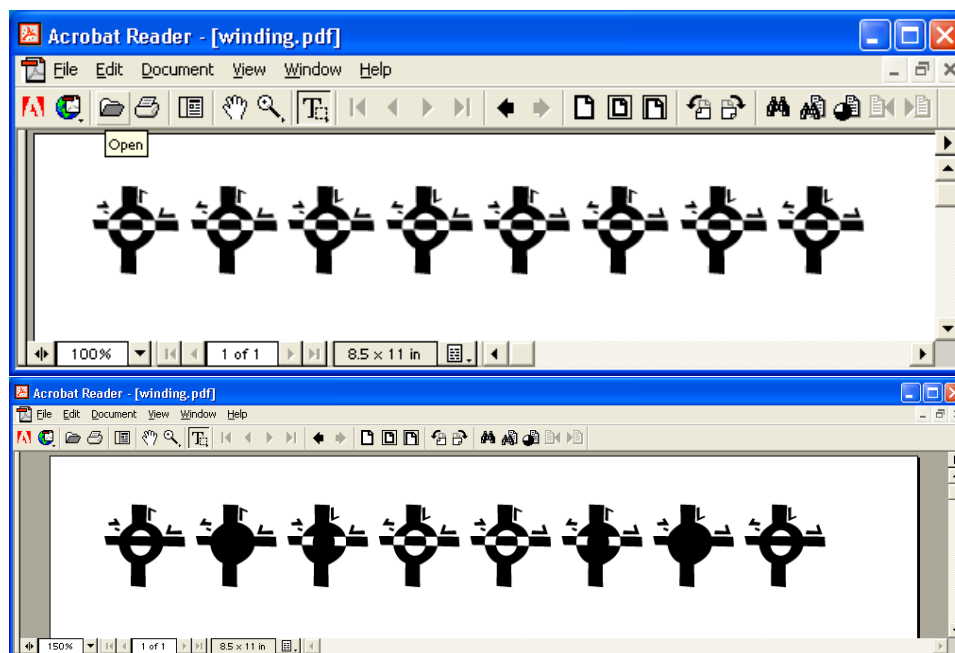 Acrobat Reader - [winding.pdf]
File Edit Document View Window Help
Open
100% 1 of 1 8.5 x 11 in
Acrobat Reader - [winding.pdf]
File Edit Document View Window Help
150% 1 of 1 8.5 x 11 in